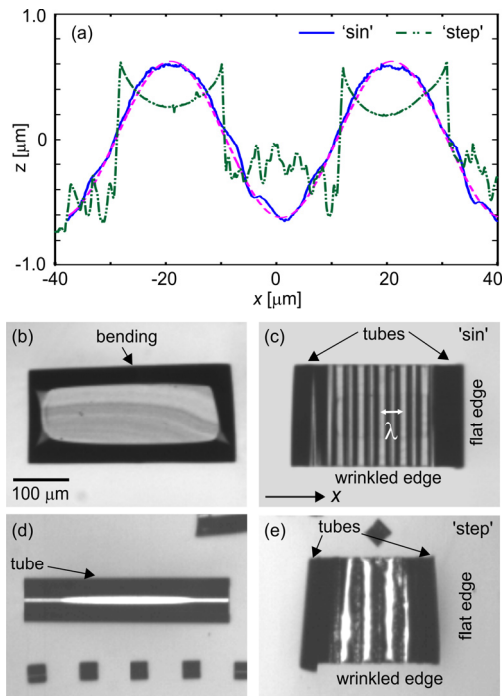 (a)
'sin'
'step'
1.0
0
-1.0
z [μm]
-40
-20
0
20
40
x [μm]
(b)
bending
100 μm
(c)
tubes
'sin'
λ
flat edge
wrinkled edge
x
(d)
tube
(e)
tubes
'step'
flat edge
wrinkled edge